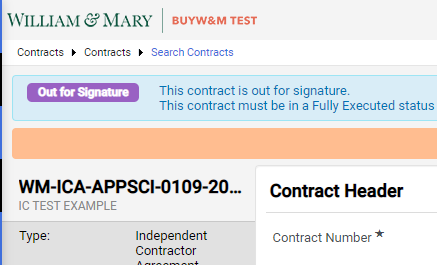 WILLIAM & MARY BUYW&M TEST
Contracts Contracts Search Contracts
Out for Signature This contract is out for signature.
This contract must be in a Fully Executed status
WM-ICA-APPSCI-0109-20...
IC TEST EXAMPLE
Contract Header
Type: Independent
Contractor
Contract Number ★
Agreement